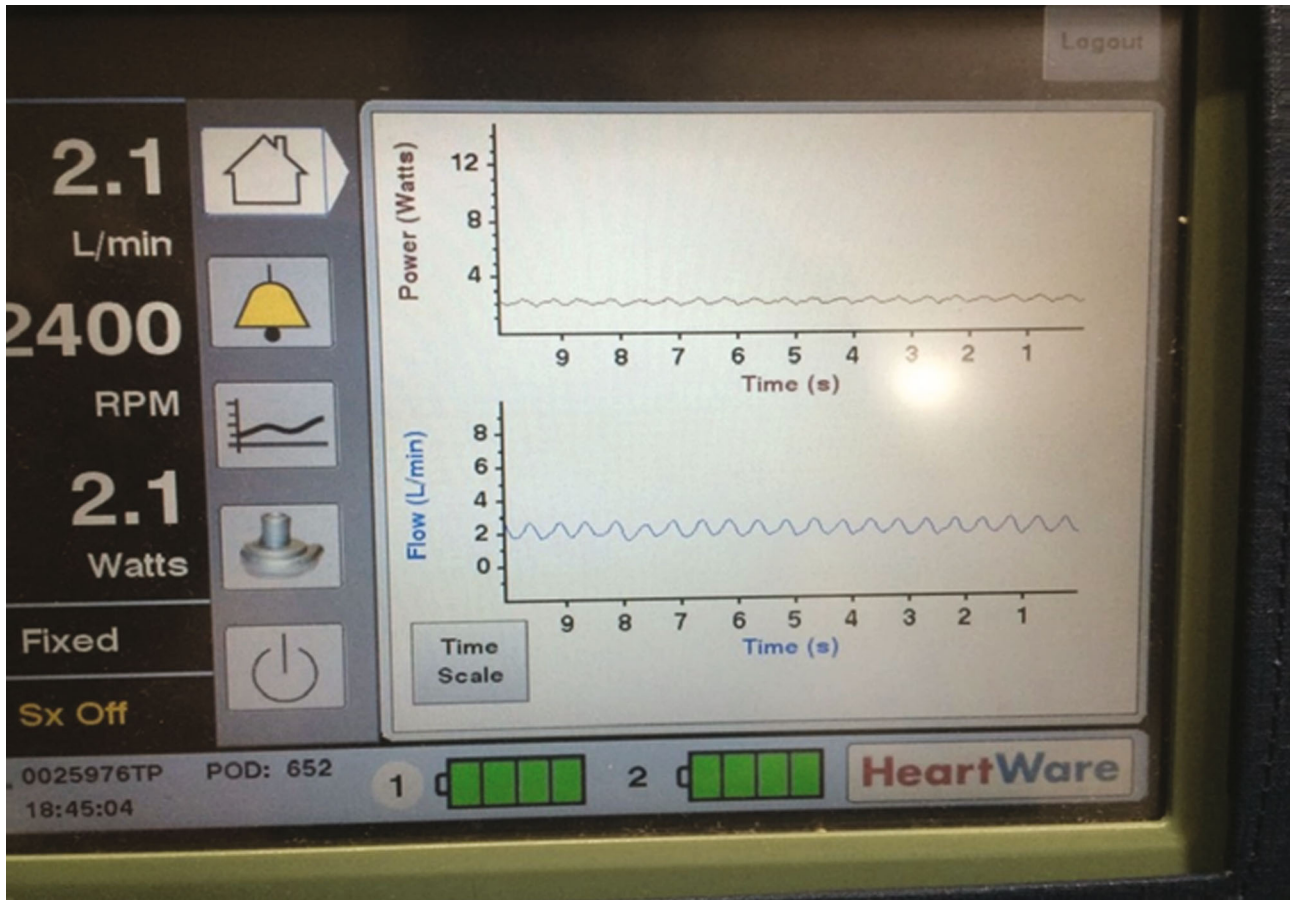 Logout
2.1
L/min
2400
RPM
2.1
Watts
Fixed
Sx Off
Power (Watts)
12
8
4
9 8 7 6 5 4 3 2 1
Time (s)
Flow (L/min)
8
6
4
2
0
9 8 7 6 5 4 3 2 1
Time (s)
Time
Scale
0025976TP POD: 652
18:45:04
1 2
HeartWare